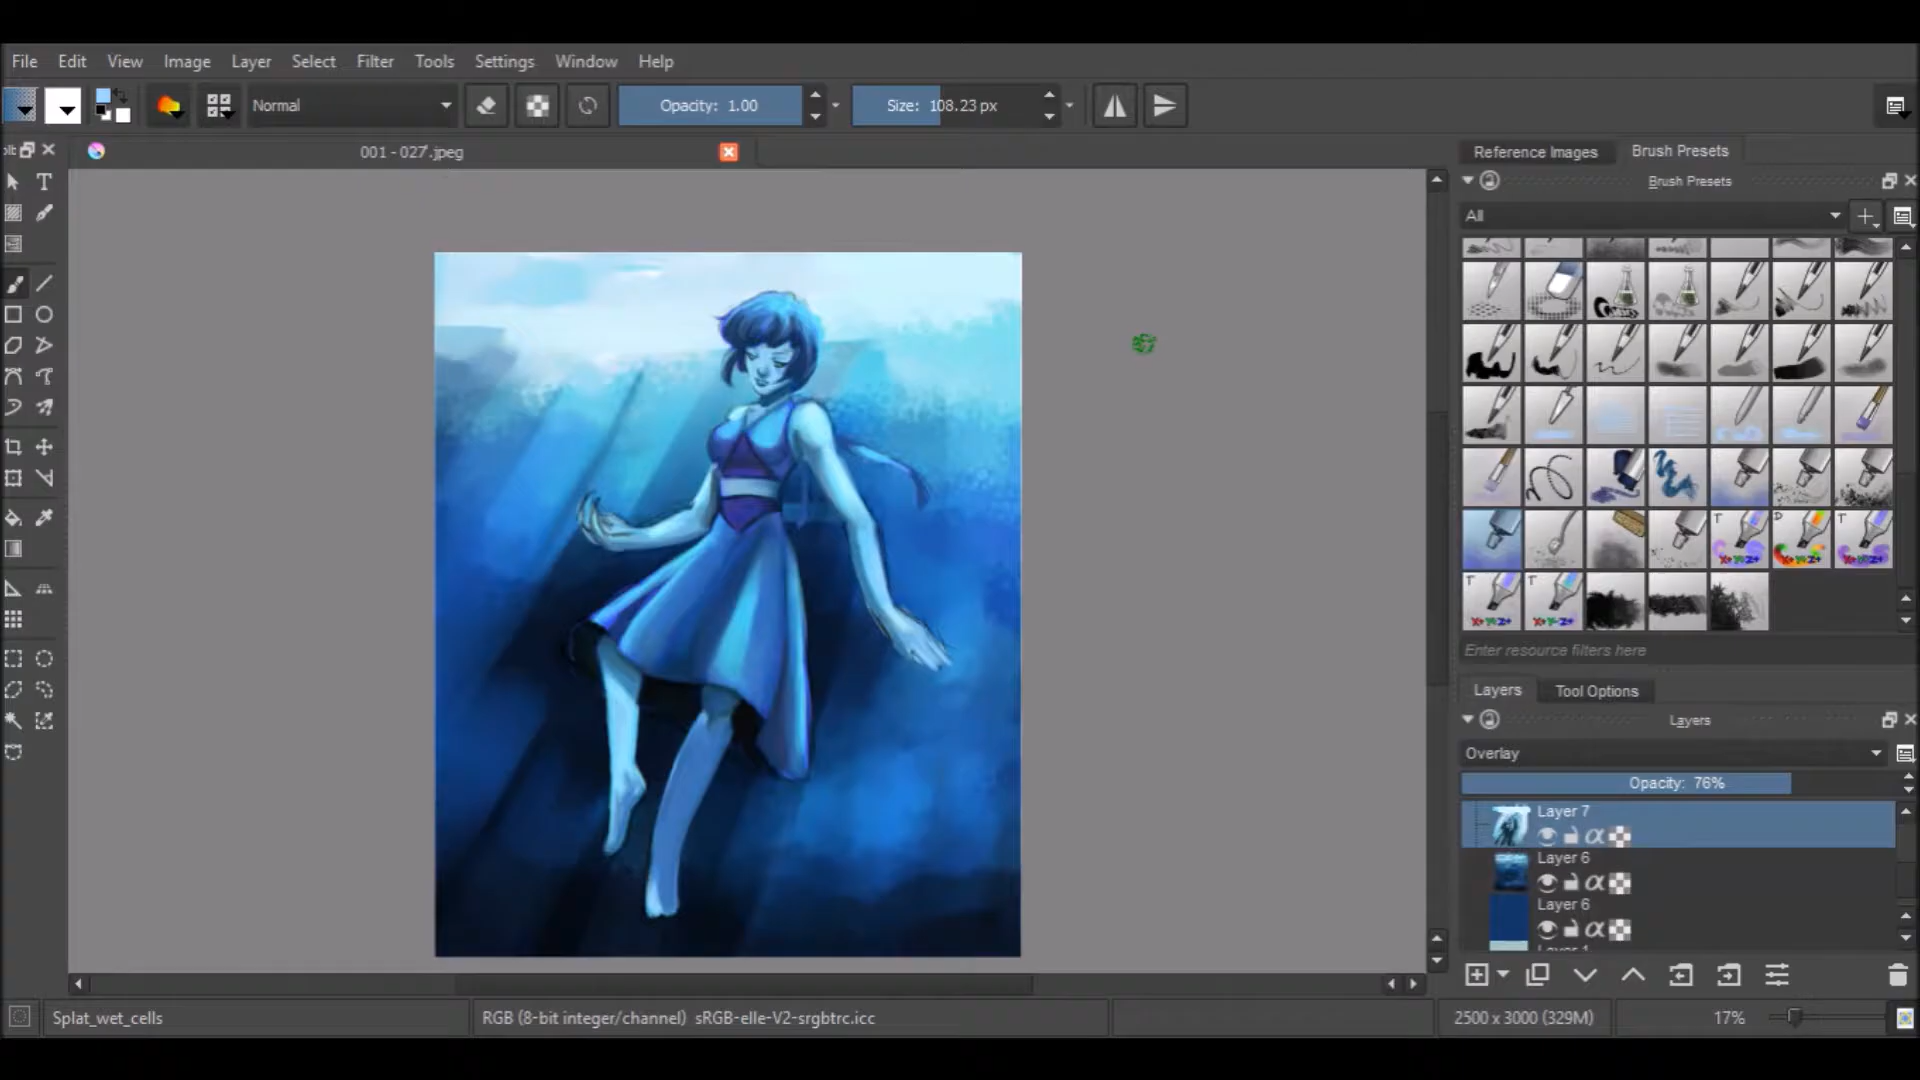 File Edit View Image Layer Select Filter Tools Settings Window Help
Normal Opacity: 1.00 Size: 108.23 px
001 - 027.jpeg
Reference Images Brush Presets
Brush Presets
All
Enter resource filters here
Layers Tool Options
Layers
Overlay
Opacity: 76%
Layer 7
Layer 6
Layer 6
Layer 1
Splat_wet_cells RGB (8-bit integer/channel) sRGB-elle-V2-srgbtrc.icc 2500 x 3000 (329M) 17%